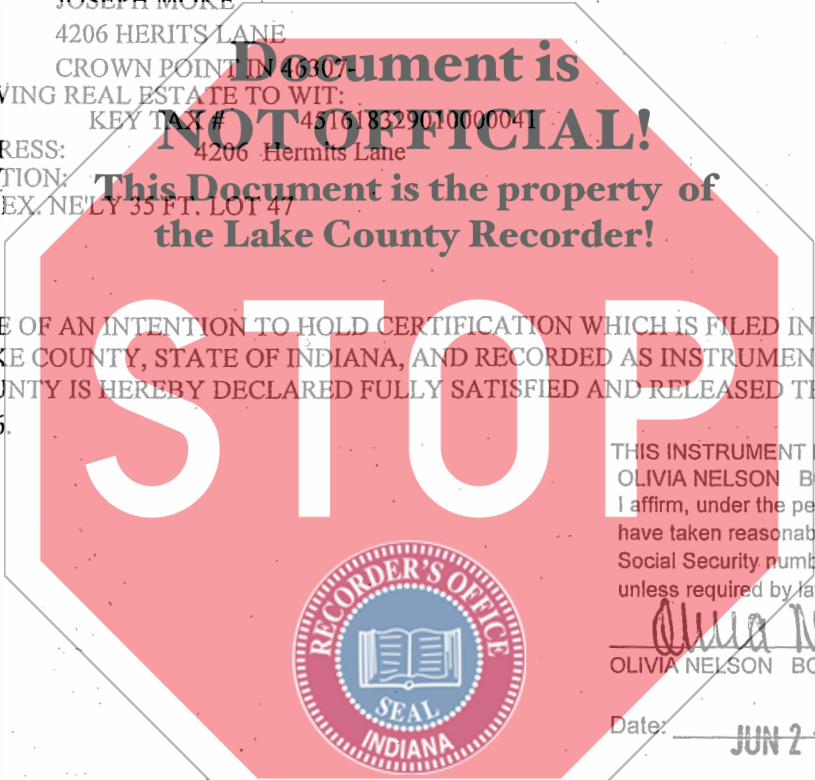 JOSEPH MOKE
4206 HERITS LANE
CROWN POINT IN 46307-
VING REAL ESTATE TO WIT:
KEY TAX # 451618329010000041
RESS: 4206 Hermits Lane
TION:
EX. NE'LY 35 FT. LOT 47
Document is
NOT OFFICIAL!
This Document is the property of
the Lake County Recorder!
E OF AN INTENTION TO HOLD CERTIFICATION WHICH IS FILED IN
KE COUNTY, STATE OF INDIANA, AND RECORDED AS INSTRUMEN
UNTY IS HEREBY DECLARED FULLY SATISFIED AND RELEASED TH
STOP
THIS INSTRUMENT
OLIVIA NELSON BO
I affirm, under the pe
have taken reasonab
Social Security numb
unless required by la
OLIVIA NELSON BO
Date: JUN 2
RECORDER'S OFFICE
SEAL
INDIANA